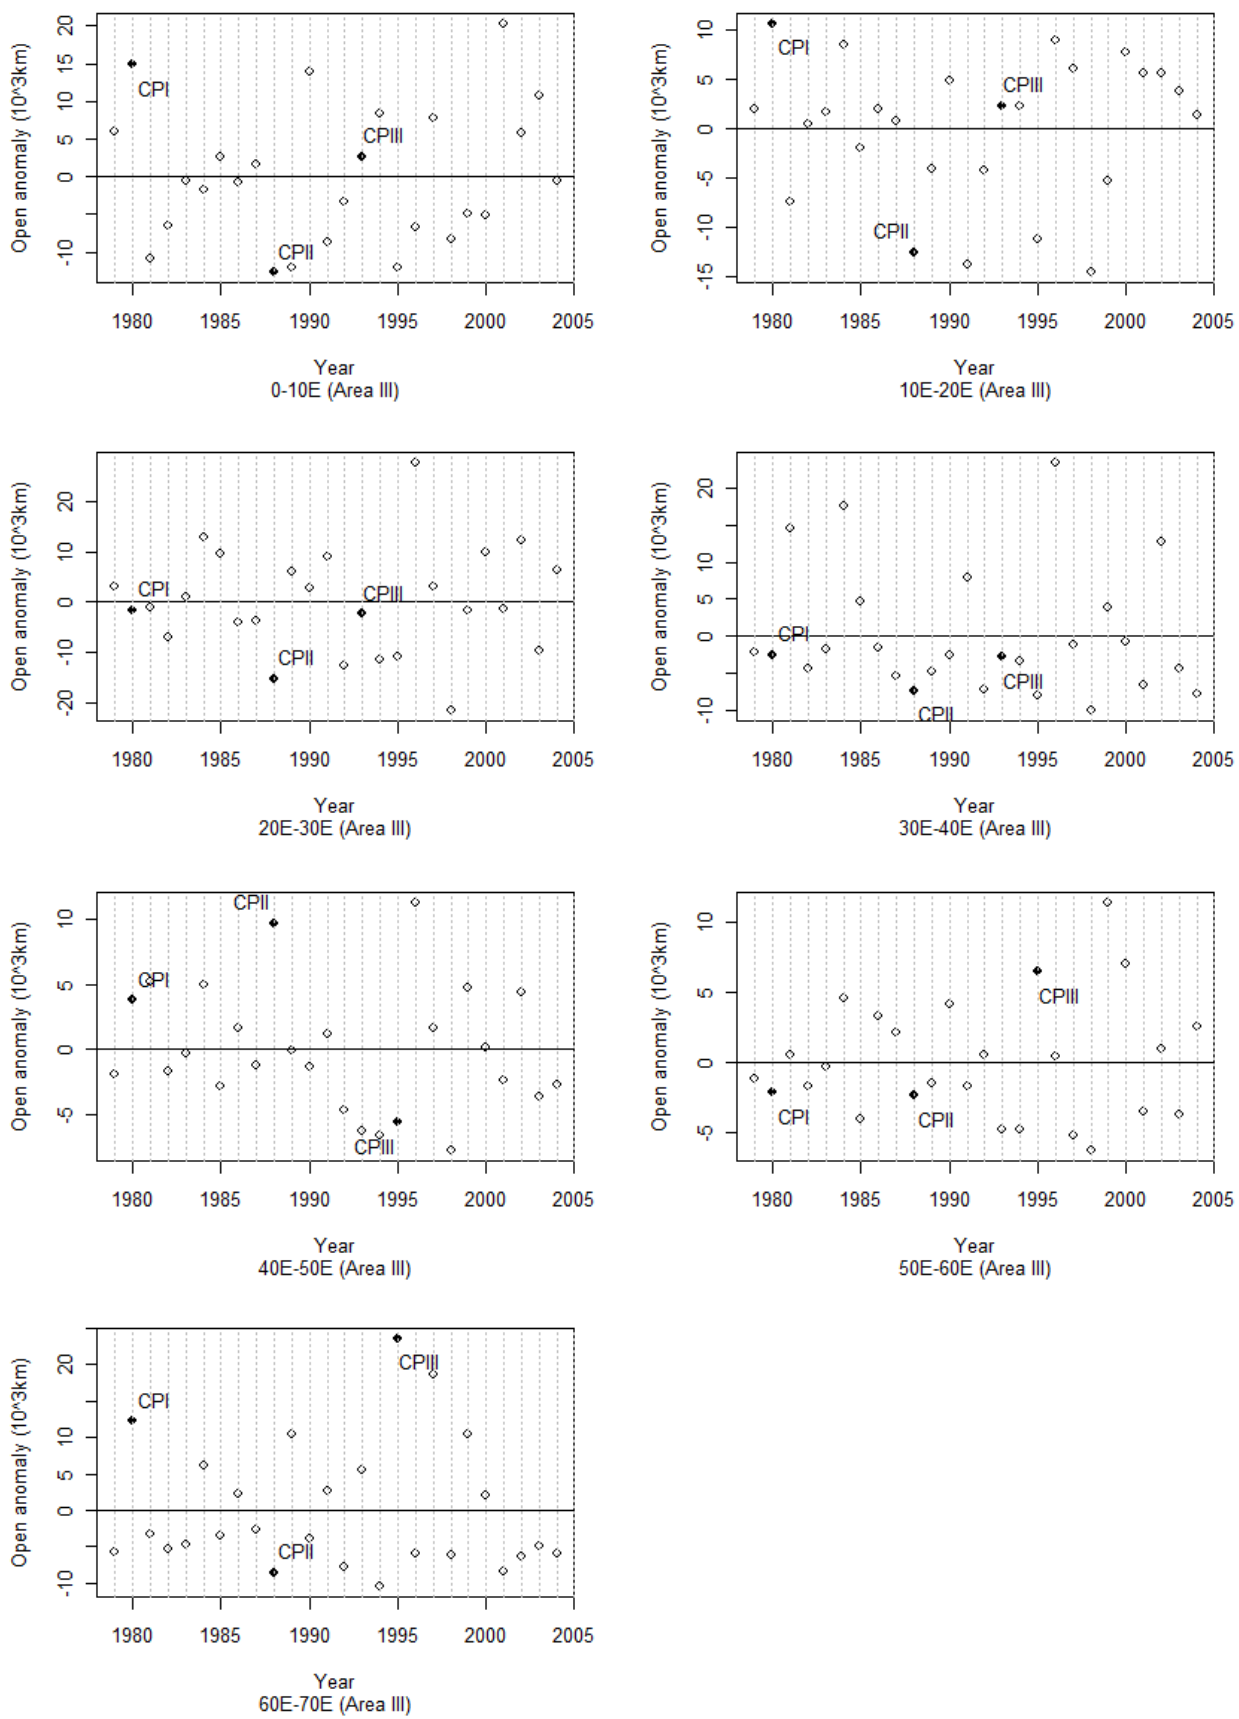 Open anomaly (10^3km)
20
15
10
5
0
-10
CPI
CPII
CPIII
1980 1985 1990 1995 2000 2005
Year
0-10E (Area III)
Open anomaly (10^3km)
10
5
0
-5
-10
-15
CPI
CPII
CPIII
1980 1985 1990 1995 2000 2005
Year
10E-20E (Area III)
Open anomaly (10^3km)
20
10
0
-10
-20
CPI
CPII
CPIII
1980 1985 1990 1995 2000 2005
Year
20E-30E (Area III)
Open anomaly (10^3km)
20
10
5
0
-10
CPI
CPII
CPIII
1980 1985 1990 1995 2000 2005
Year
30E-40E (Area III)
Open anomaly (10^3km)
10
5
0
-5
CPI
CPII
CPIII
1980 1985 1990 1995 2000 2005
Year
40E-50E (Area III)
Open anomaly (10^3km)
10
5
0
-5
CPI
CPII
CPIII
1980 1985 1990 1995 2000 2005
Year
50E-60E (Area III)
Open anomaly (10^3km)
20
10
5
0
-10
CPI
CPII
CPIII
1980 1985 1990 1995 2000 2005
Year
60E-70E (Area III)